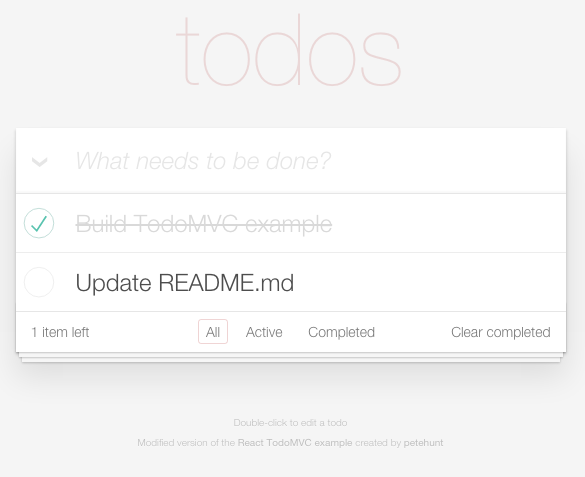 todos
What needs to be done?
Build TodoMVC example
Update README.md
1 item left All Active Completed Clear completed
Double-click to edit a todo
Modified version of the React TodoMVC example created by petehunt